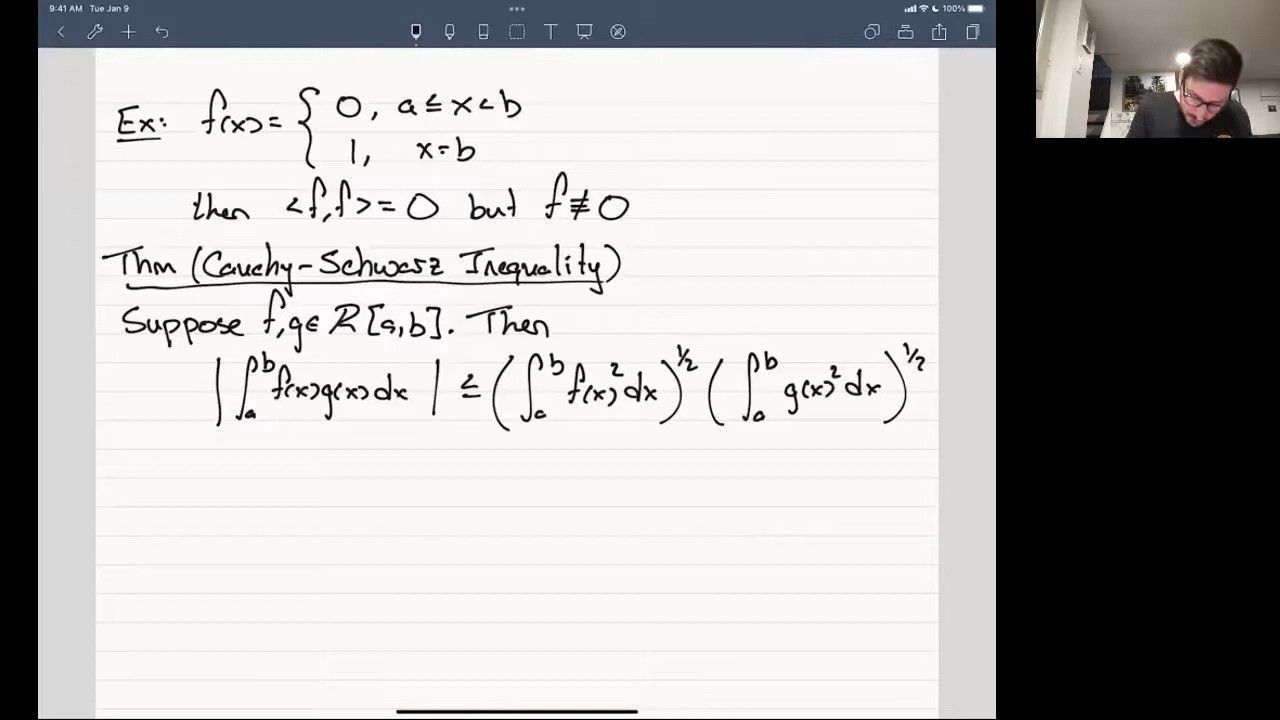 9:41 AM Tue Jan 9
100%
Ex: f(x) = { 0, a ≤ x < b
1, x = b
then <f,f> = 0 but f ≢ 0
Thm (Cauchy-Schwarz Inequality)
Suppose f,g ∈ R[a,b]. Then
| ∫_a^b f(x)g(x)dx | ≤ ( ∫_a^b f(x)^2 dx )^{1/2} ( ∫_a^b g(x)^2 dx )^{1/2}